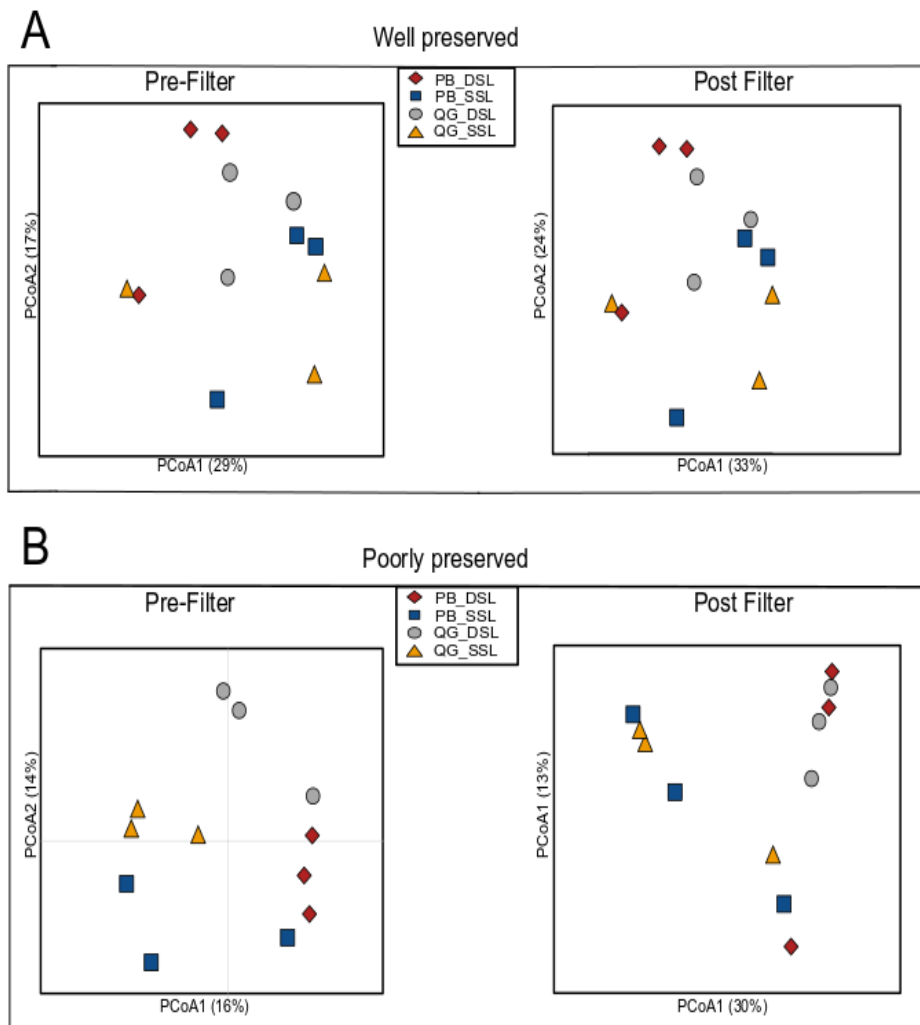 A
Well preserved
Pre-Filter
PB_DSL
PB_SSL
QG_DSL
QG_SSL
Post Filter
PCoA2 (17%)
PCoA1 (29%)
PCoA2 (24%)
PCoA1 (33%)
B
Poorly preserved
Pre-Filter
PB_DSL
PB_SSL
QG_DSL
QG_SSL
Post Filter
PCoA2 (14%)
PCoA1 (16%)
PCoA1 (13%)
PCoA1 (30%)